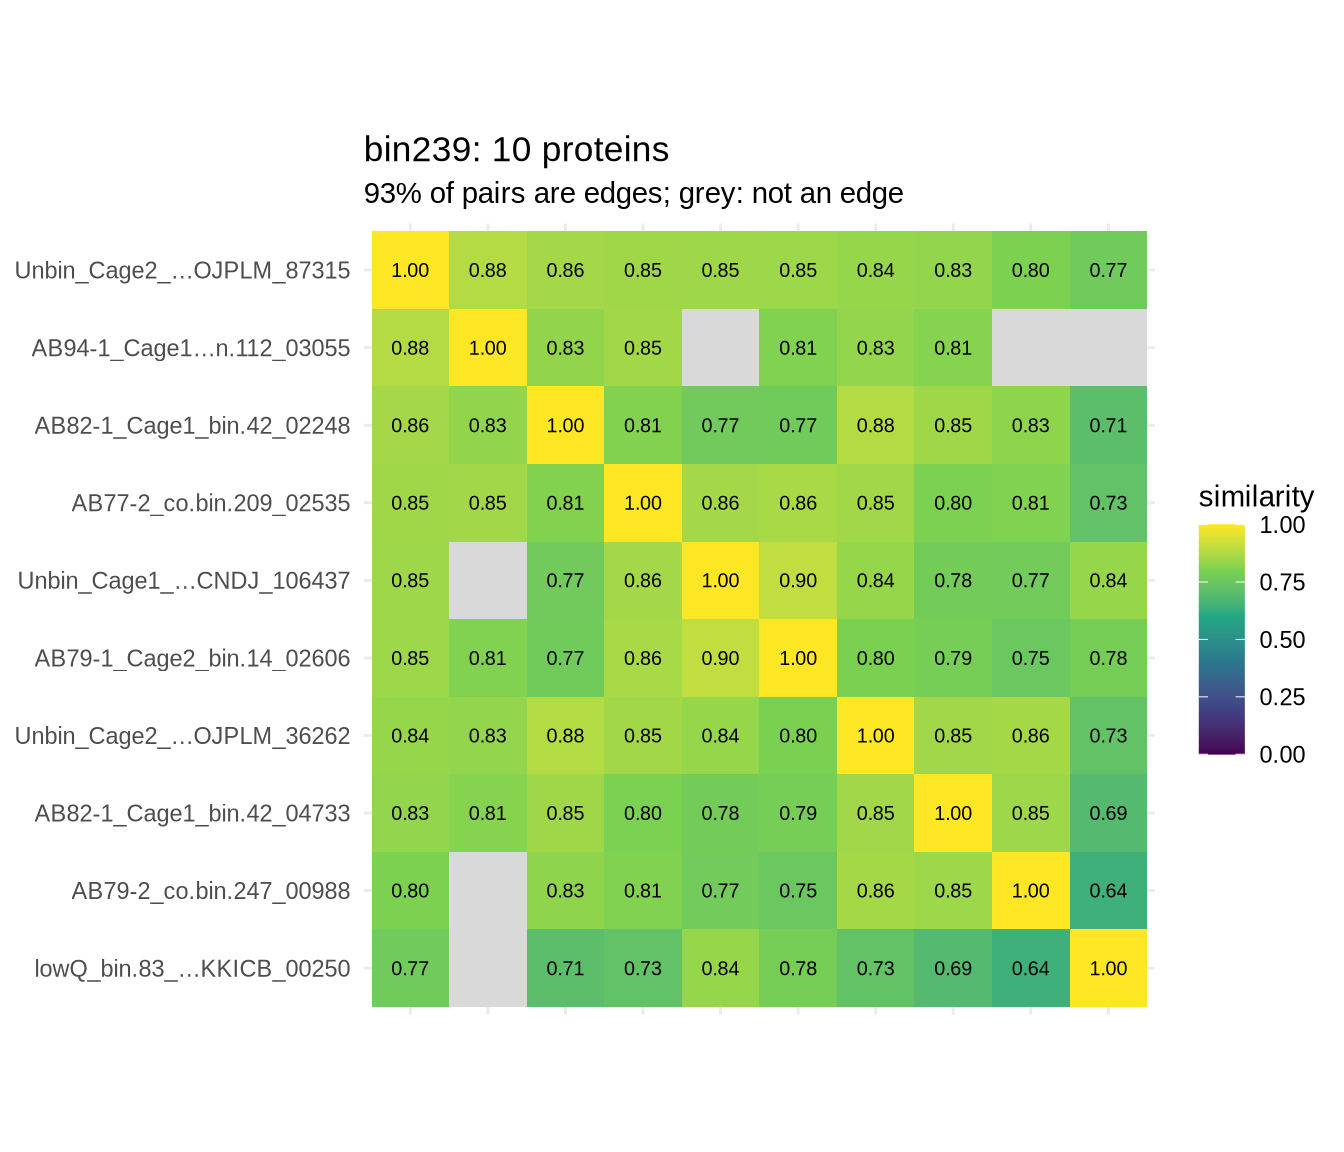 bin239: 10 proteins
93% of pairs are edges; grey: not an edge
Unbin_Cage2_…OJPLM_87315 1.00 0.88 0.86 0.85 0.85 0.85 0.84 0.83 0.80 0.77
AB94-1_Cage1…n.112_03055 0.88 1.00 0.83 0.85 0.81 0.83 0.81
AB82-1_Cage1_bin.42_02248 0.86 0.83 1.00 0.81 0.77 0.77 0.88 0.85 0.83 0.71
AB77-2_co.bin.209_02535 0.85 0.85 0.81 1.00 0.86 0.86 0.85 0.80 0.81 0.73
Unbin_Cage1_…CNDJ_106437 0.85 0.77 0.86 1.00 0.90 0.84 0.78 0.77 0.84
AB79-1_Cage2_bin.14_02606 0.85 0.81 0.77 0.86 0.90 1.00 0.80 0.79 0.75 0.78
Unbin_Cage2_…OJPLM_36262 0.84 0.83 0.88 0.85 0.84 0.80 1.00 0.85 0.86 0.73
AB82-1_Cage1_bin.42_04733 0.83 0.81 0.85 0.80 0.78 0.79 0.85 1.00 0.85 0.69
AB79-2_co.bin.247_00988 0.80 0.83 0.81 0.77 0.75 0.86 0.85 1.00 0.64
lowQ_bin.83_…KKICB_00250 0.77 0.71 0.73 0.84 0.78 0.73 0.69 0.64 1.00
similarity
1.00
0.75
0.50
0.25
0.00